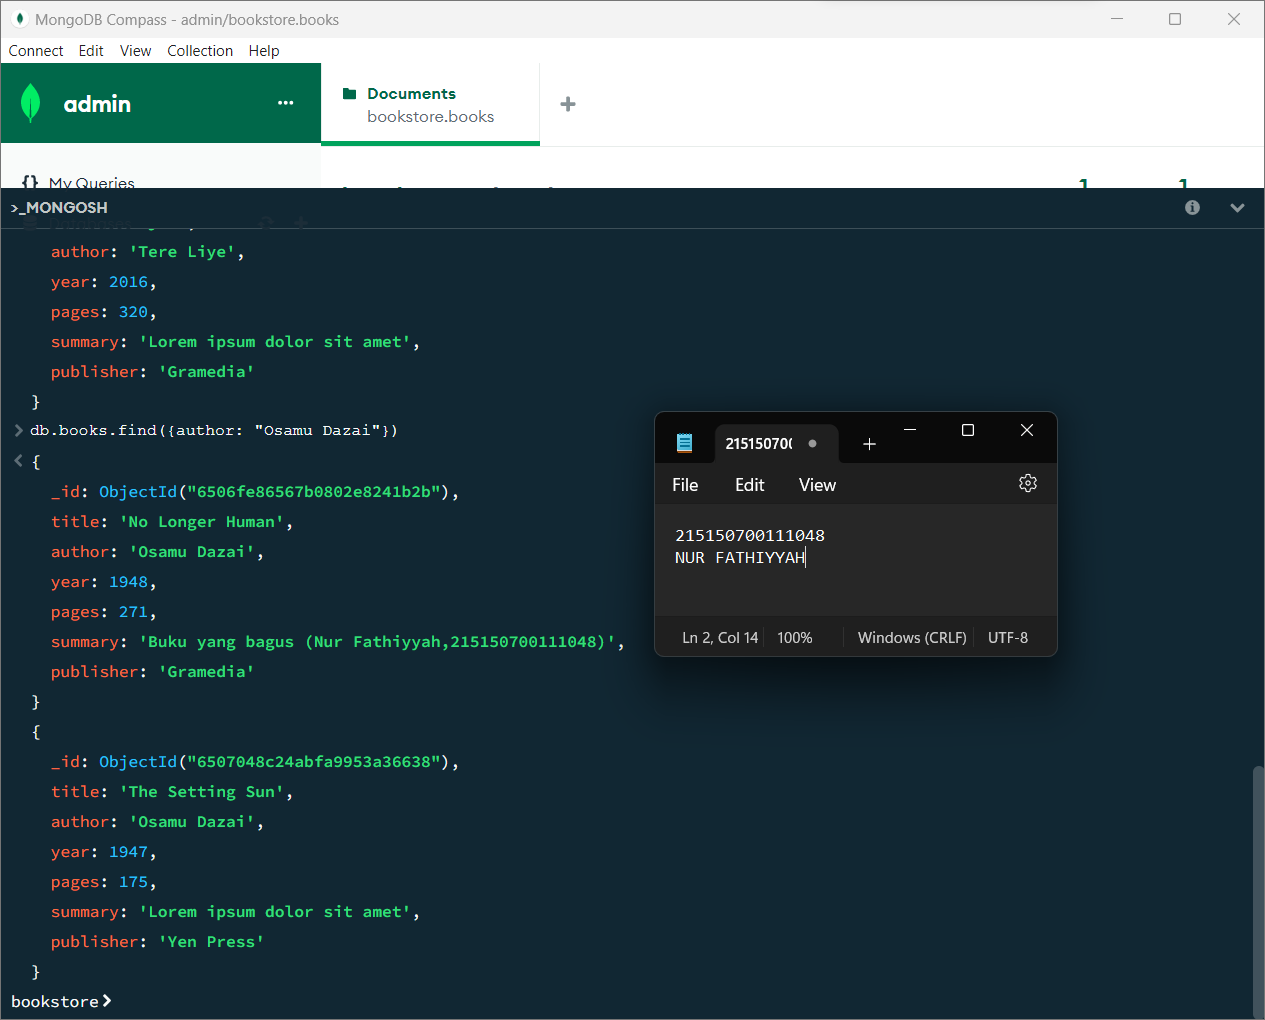 MongoDB Compass - admin/bookstore.books
Connect Edit View Collection Help
admin
Documents
bookstore.books
My Queries
>_MONGOSH
author: 'Tere Liye',
year: 2016,
pages: 320,
summary: 'Lorem ipsum dolor sit amet',
publisher: 'Gramedia'
}
db.books.find({author: "Osamu Dazai"})
{
_id: ObjectId("6506fe86567b0802e8241b2b"),
title: 'No Longer Human',
author: 'Osamu Dazai',
year: 1948,
pages: 271,
summary: 'Buku yang bagus (Nur Fathiyyah,215150700111048)',
publisher: 'Gramedia'
}
{
_id: ObjectId("6507048c24abfa9953a36638"),
title: 'The Setting Sun',
author: 'Osamu Dazai',
year: 1947,
pages: 175,
summary: 'Lorem ipsum dolor sit amet',
publisher: 'Yen Press'
}
bookstore>
21515070
File Edit View
215150700111048
NUR FATHIYYAH
Ln 2, Col 14 100% Windows (CRLF) UTF-8